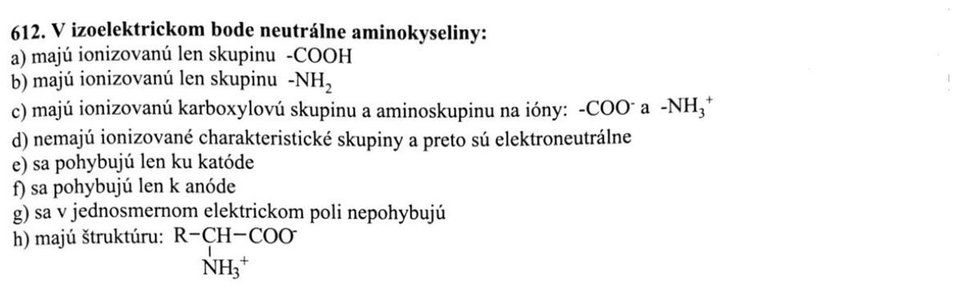 612. V izoelektrickom bode neutrálne aminokyseliny:
a) majú ionizovanú len skupinu -COOH
b) majú ionizovanú len skupinu -NH₂
c) majú ionizovanú karboxylovú skupinu a aminoskupinu na ióny: -COO⁻ a -NH₃⁺
d) nemajú ionizované charakteristické skupiny a preto sú elektroneutrálne
e) sa pohybujú len ku katóde
f) sa pohybujú len k anóde
g) sa v jednosmernom elektrickom poli nepohybujú
h) majú štruktúru: R–CH–COO⁻
NH₃⁺